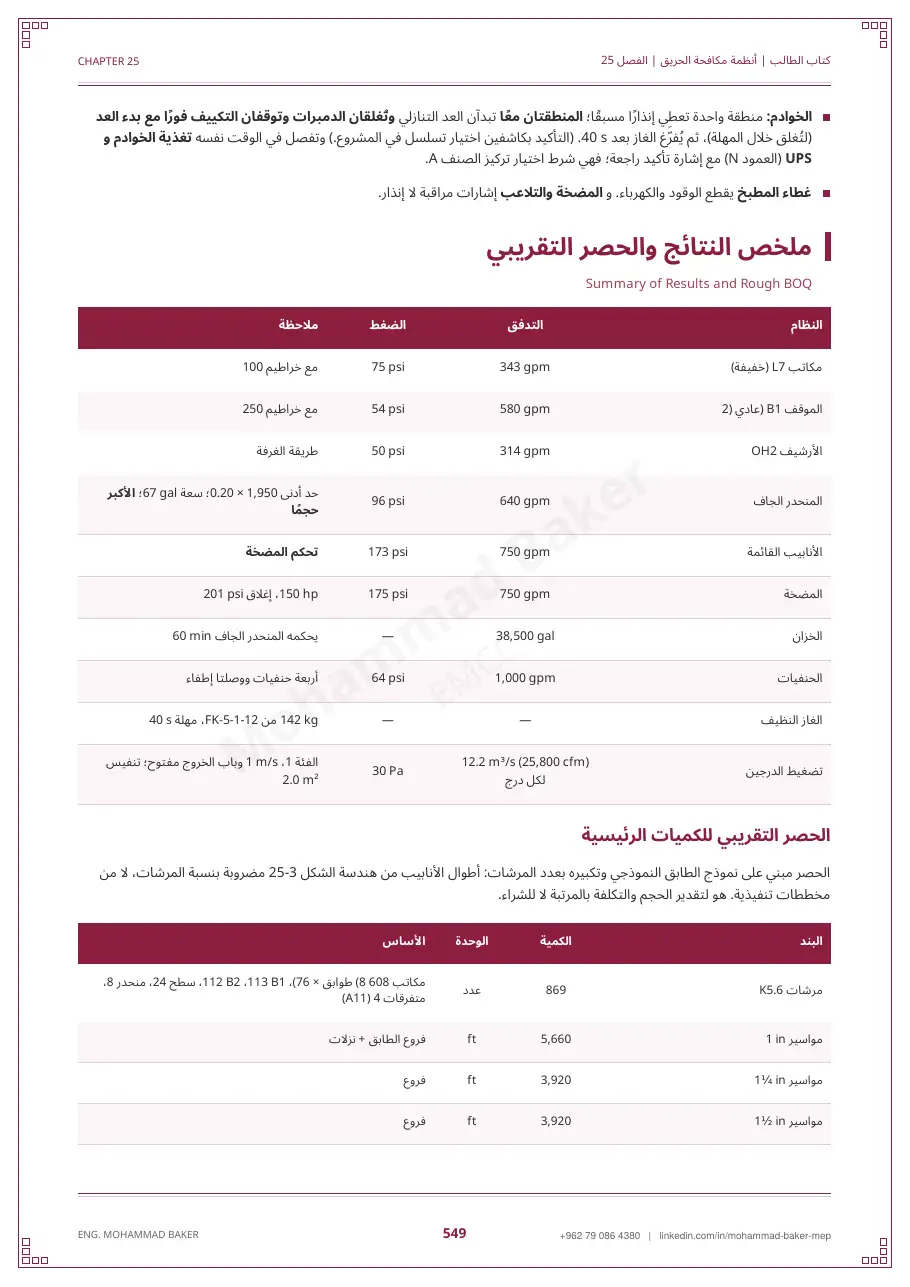 CHAPTER 25
كتاب الطالب | أنظمة مكافحة الحريق | الفصل 25
الخوادم: منطقة واحدة تعطي إنذارًا مسبقًا؛ المنطقتان معًا تبدآن العد التنازلي وتُغلقان الدمبرات وتوقفان التكييف فورًا مع بدء العد
(لتُغلق خلال المهلة)، ثم يُفرّغ الغاز بعد 40 s. (التأكيد بكاشفين اختيار تسلسل في المشروع.) وتفصل في الوقت نفسه تغذية الخوادم و
UPS (العمود N) مع إشارة تأكيد راجعة؛ فهي شرط اختيار تركيز الصنف A.
غطاء المطبخ يقطع الوقود والكهرباء. و المضخة والتلاعب إشارات مراقبة لا إنذار.
ملخص النتائج والحصر التقريبي
Summary of Results and Rough BOQ
النظام التدفق الضغط ملاحظة
مكاتب L7 (خفيفة) 343 gpm 75 psi مع خراطيم 100
الموقف B1 (عادي 2) 580 gpm 54 psi مع خراطيم 250
الأرشيف OH2 314 gpm 50 psi طريقة الغرفة
المنحدر الجاف 640 gpm 96 psi حد أدنى 1,950 × 0.20؛ سعة 67 gal؛ الأكبر
حجمًا
الأنابيب القائمة 750 gpm 173 psi تحكم المضخة
المضخة 750 gpm 175 psi 150 hp، إغلاق 201 psi
الخزان 38,500 gal — يحكمه المنحدر الجاف 60 min
الحنفيات 1,000 gpm 64 psi أربعة حنفيات ووصلتا إطفاء
الغاز النظيف — — 142 kg من FK-5-1-12، مهلة 40 s
تضغيط الدرجين 12.2 m³/s (25,800 cfm) لكل درج 30 Pa الفئة 1، 1 m/s وباب الخروج مفتوح؛ تنفيس
2.0 m²
الحصر التقريبي للكميات الرئيسية
الحصر مبني على نموذج الطابق النموذجي وتكبيره بعدد المرشات: أطوال الأنابيب من هندسة الشكل 3-25 مضروبة بنسبة المرشات، لا من
مخططات تنفيذية. هو لتقدير الحجم والتكلفة بالمرتبة لا للشراء.
البند الكمية الوحدة الأساس
مرشات K5.6 869 عدد مكاتب 608 (8 طوابق × 76)، 113 B1، 112 B2، سطح 24، منحدر 8،
متفرقات 4 (A11)
مواسير 1 in 5,660 ft فروع الطابق + نزلات
مواسير 1¼ in 3,920 ft فروع
مواسير 1½ in 3,920 ft فروع
Mohammad Baker
EMCC
ENG. MOHAMMAD BAKER
549
+962 79 086 4380 | linkedin.com/in/mohammad-baker-mep